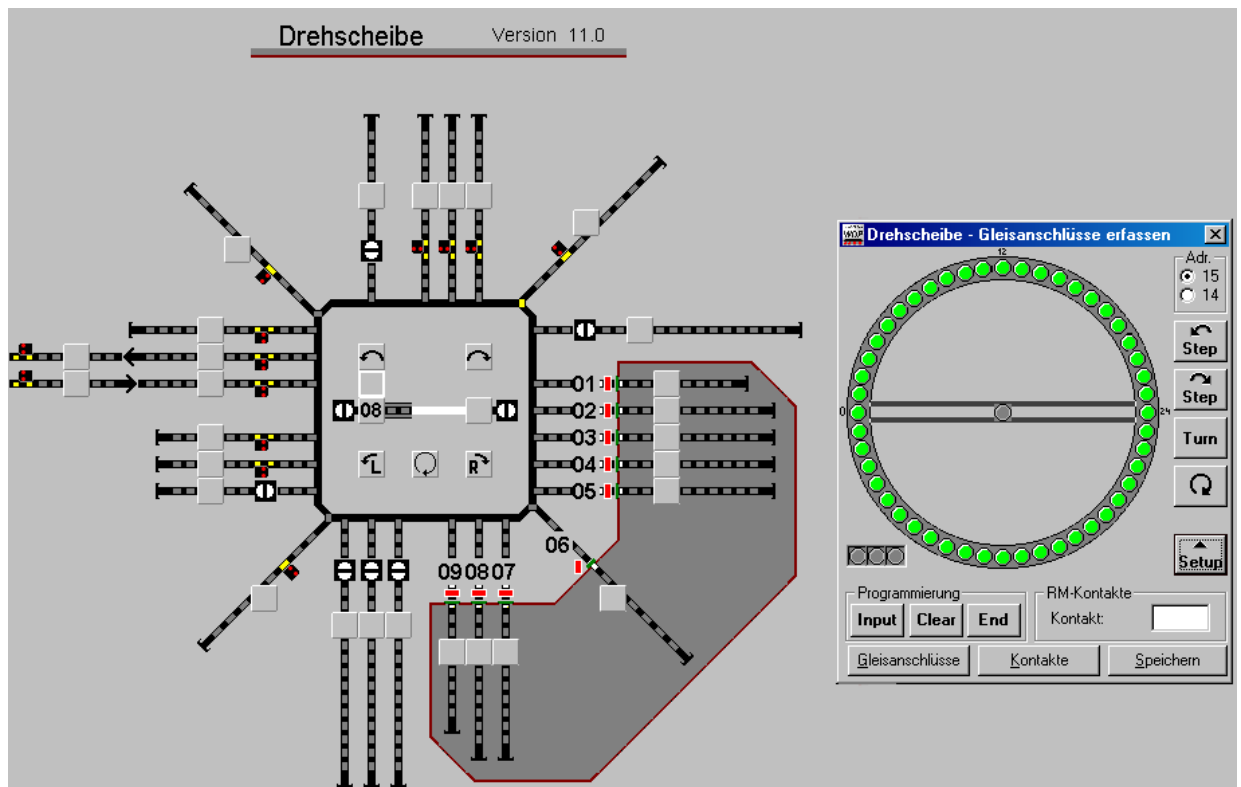 Drehscheibe Version 11.0
WDP Drehscheibe - Gleisanschlüsse erfassen
12
Adr.
15
14
Step
Step
0
24
Turn
Setup
01
02
03
04
05
06
08
L
R
09 08 07
Programmierung
Input Clear End
RM-Kontakte
Kontakt:
Gleisanschlüsse Kontakte Speichern